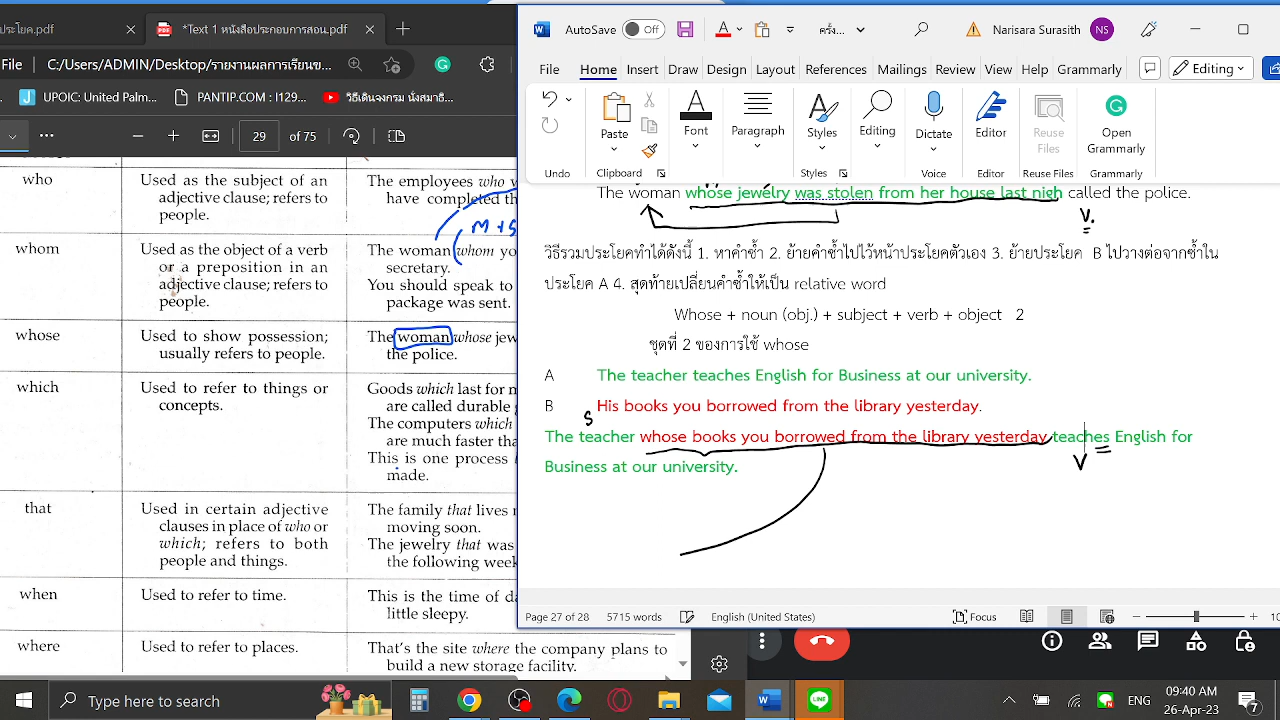 ประโย.pdf
*Text 1 หนังสือประกอบการสอน.pdf
File C:/Users/ADMIN/Desktop/รายงานผลการเรียนข...
UPOIC: United Palm...
PANTIP.COM : I129...
วิธีเดินจงกรม นั่งสมาธิ...
29 of 75
who
Used as the subject of an
adjective clause; refers to
people.
The employees who
have completed th
M + S
whom
Used as the object of a verb
or a preposition in an
adjective clause; refers to
people.
The woman whom yo
secretary.
You should speak to
package was sent.
whose
Used to show possession;
usually refers to people.
The woman whose jew
the police.
which
Used to refer to things or
concepts.
Goods which last for m
are called durable
The computers which
are much faster tha
This is one process
made.
that
Used in certain adjective
clauses in place of who or
which; refers to both
people and things.
The family that lives
moving soon.
The jewelry that was
the following week
when
Used to refer to time.
This is the time of da
little sleepy.
where
Used to refer to places.
That's the site where the company plans to
build a new storage facility.
AutoSave Off
ครั้ง...
Narisara Surasith NS
File Home Insert Draw Design Layout References Mailings Review View Help Grammarly
Editing
Undo
Paste
Clipboard
Font
Paragraph
Styles
Styles
Editing
Dictate
Voice
Editor
Editor
Reuse Files
Reuse Files
Open Grammarly
Grammarly
The woman whose jewelry was stolen from her house last nigh called the police.
V.
วิธีรวมประโยคทำได้ดังนี้ 1. หาคำซ้ำ 2. ย้ายคำซ้ำไปไว้หน้าประโยคตัวเอง 3. ย้ายประโยค B ไปวางต่อจากซ้ำใน
ประโยค A 4. สุดท้ายเปลี่ยนคำซ้ำให้เป็น relative word
Whose + noun (obj.) + subject + verb + object 2
ชุดที่ 2 ของการใช้ whose
A The teacher teaches English for Business at our university.
B His books you borrowed from the library yesterday.
S
The teacher whose books you borrowed from the library yesterday teaches English for
V
Business at our university.
Page 27 of 28 5715 words English (United States) Focus
Type here to search
ENG
09:40 AM
26-Apr-23
7